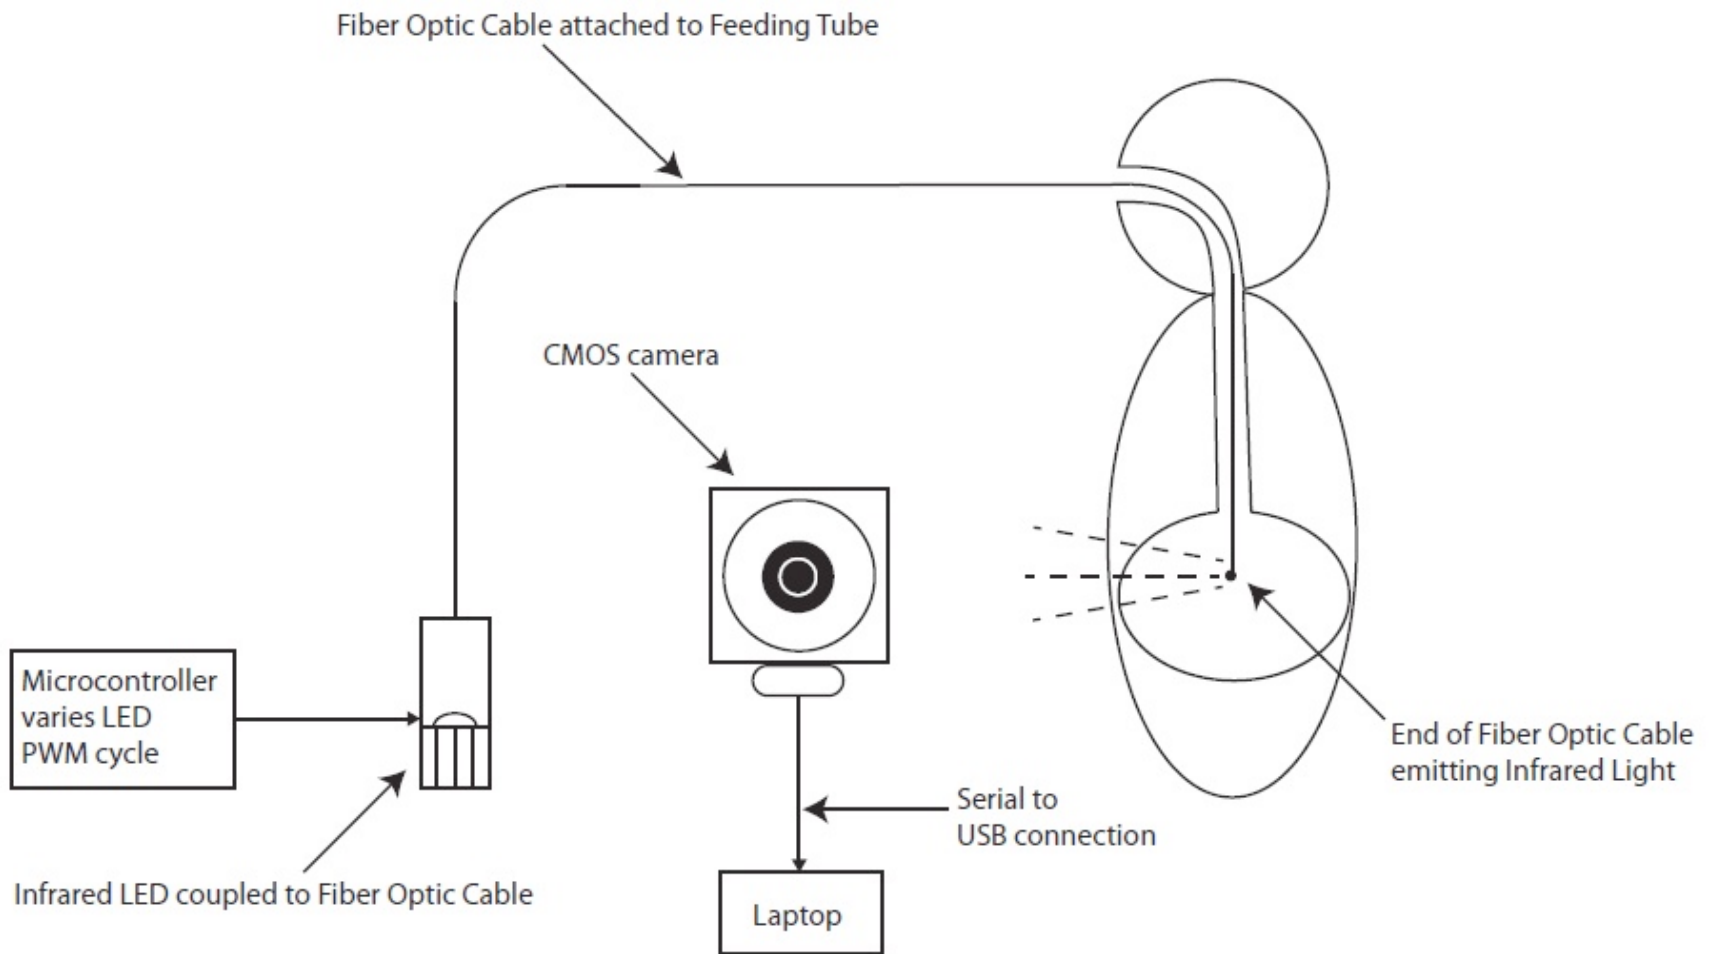 Fiber Optic Cable attached to Feeding Tube
CMOS camera
Microcontroller
varies LED
PWM cycle
End of Fiber Optic Cable
emitting Infrared Light
Serial to
USB connection
Infrared LED coupled to Fiber Optic Cable
Laptop